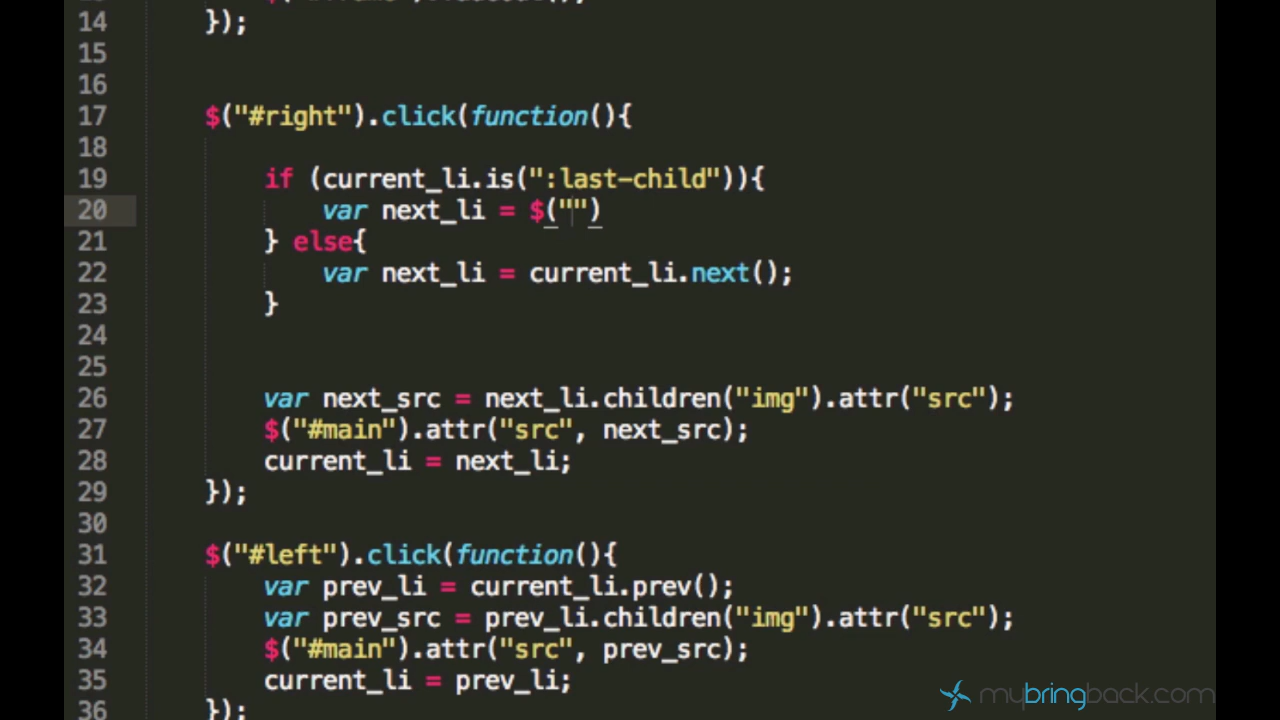 14 });
15
16
17 $("#right").click(function(){
18
19 if (current_li.is(":last-child")){
20 var next_li = $("")
21 } else{
22 var next_li = current_li.next();
23 }
24
25
26 var next_src = next_li.children("img").attr("src");
27 $("#main").attr("src", next_src);
28 current_li = next_li;
29 });
30
31 $("#left").click(function(){
32 var prev_li = current_li.prev();
33 var prev_src = prev_li.children("img").attr("src");
34 $("#main").attr("src", prev_src);
35 current_li = prev_li;
36 });
mybringback.com